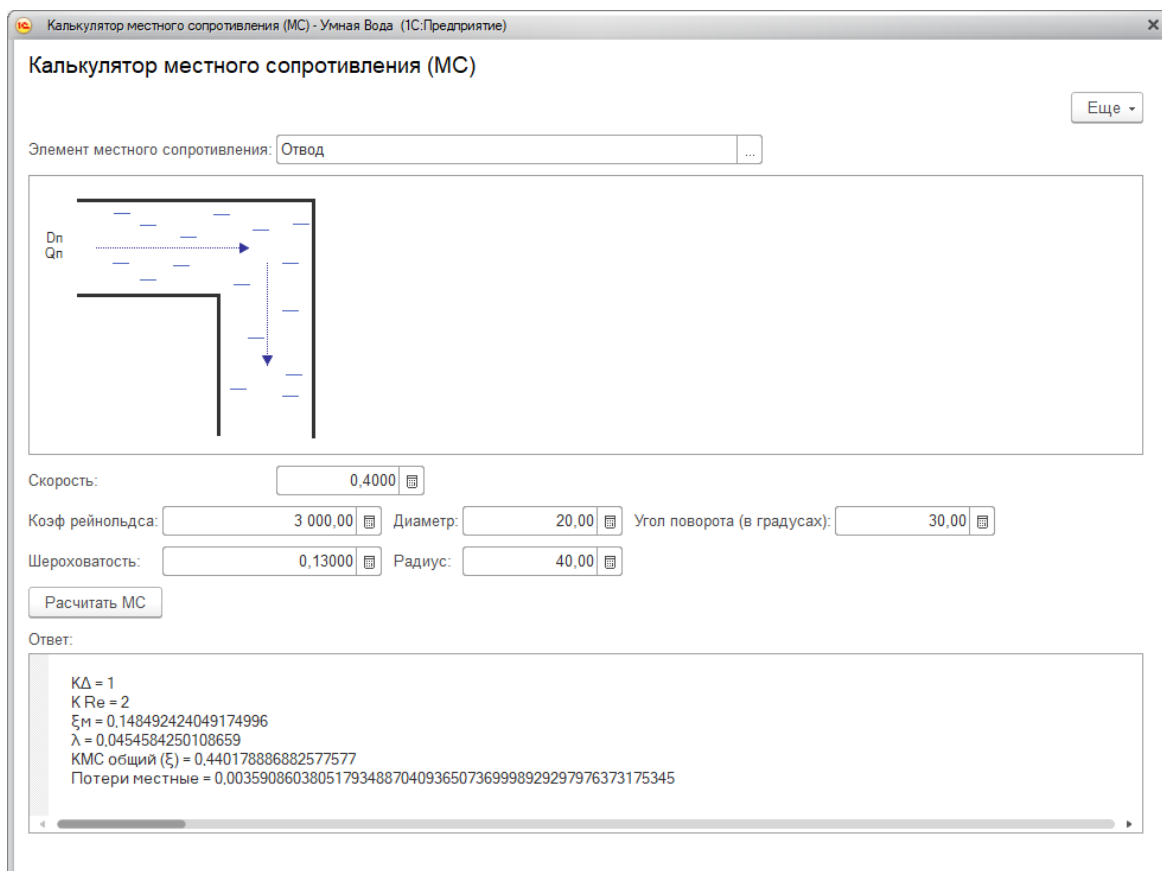 Калькулятор местного сопротивления (МС) - Умная Вода (1С:Предприятие)
Калькулятор местного сопротивления (МС)
Еще
Элемент местного сопротивления: Отвод ...
Dп
Qп
Скорость: 0,4000
Коэф рейнольдса: 3 000,00 Диаметр: 20,00 Угол поворота (в градусах): 30,00
Шероховатость: 0,13000 Радиус: 40,00
Расчитать МС
Ответ:
KΔ = 1
K Re = 2
ξм = 0,148492424049174996
λ = 0,0454584250108659
КМС общий (ξ) = 0,440178886882577577
Потери местные = 0,0035908603805179348870409365073699989292979763731​75345